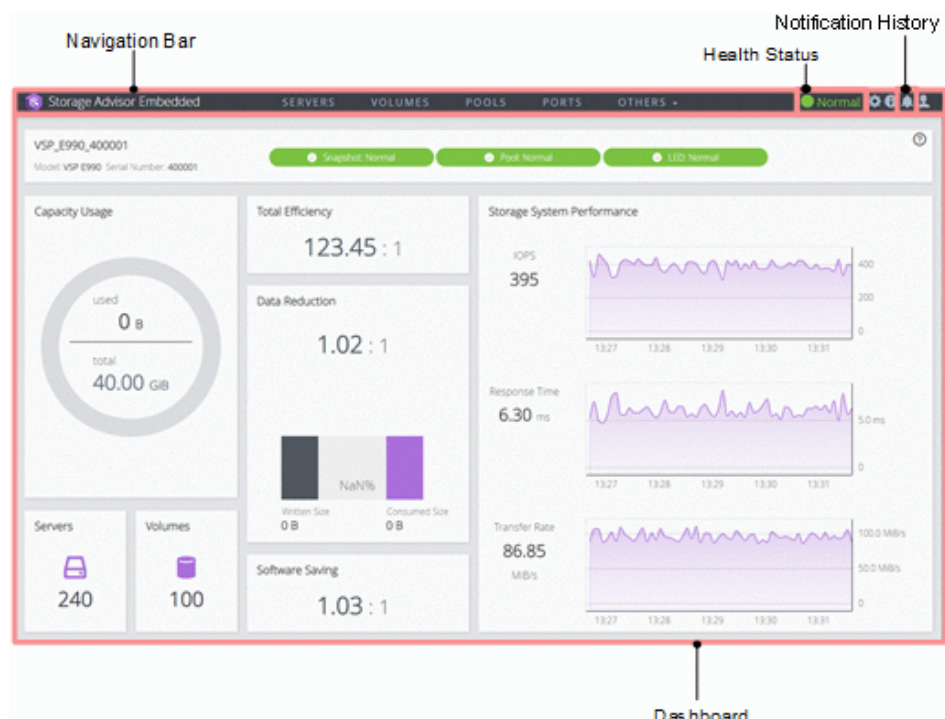 Notification History
Navigation Bar
Health Status
Storage Advisor Embedded SERVERS VOLUMES POOLS PORTS OTHERS Normal
VSP_E990_400001
Model: VSP E990 Serial Number: 400001
Snapshot: Normal Pool: Normal LED: Normal
Capacity Usage
used
0 B
total
40.00 GiB
Total Efficiency
123.45 : 1
Data Reduction
1.02 : 1
NaN%
Written Size
0 B
Consumed Size
0 B
Software Saving
1.03 : 1
Servers
240
Volumes
100
Storage System Performance
IOPS
395
400
200
0
13:27 13:28 13:29 13:30 13:31
Response Time
6.30 ms
5.0 ms
0
13:27 13:28 13:29 13:30 13:31
Transfer Rate
86.85
MiB/s
100.0 MiB/s
50.0 MiB/s
0
13:27 13:28 13:29 13:30 13:31
Dashboard